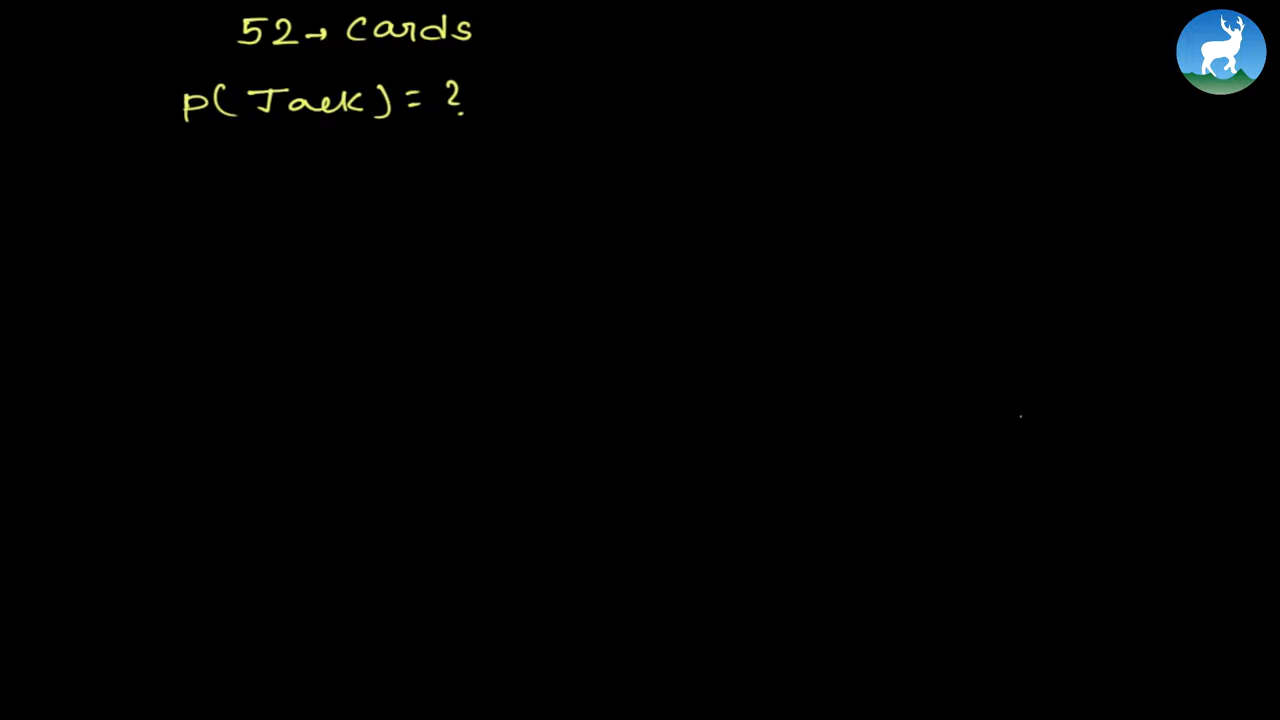 52 → cards
P(Jack) = ?